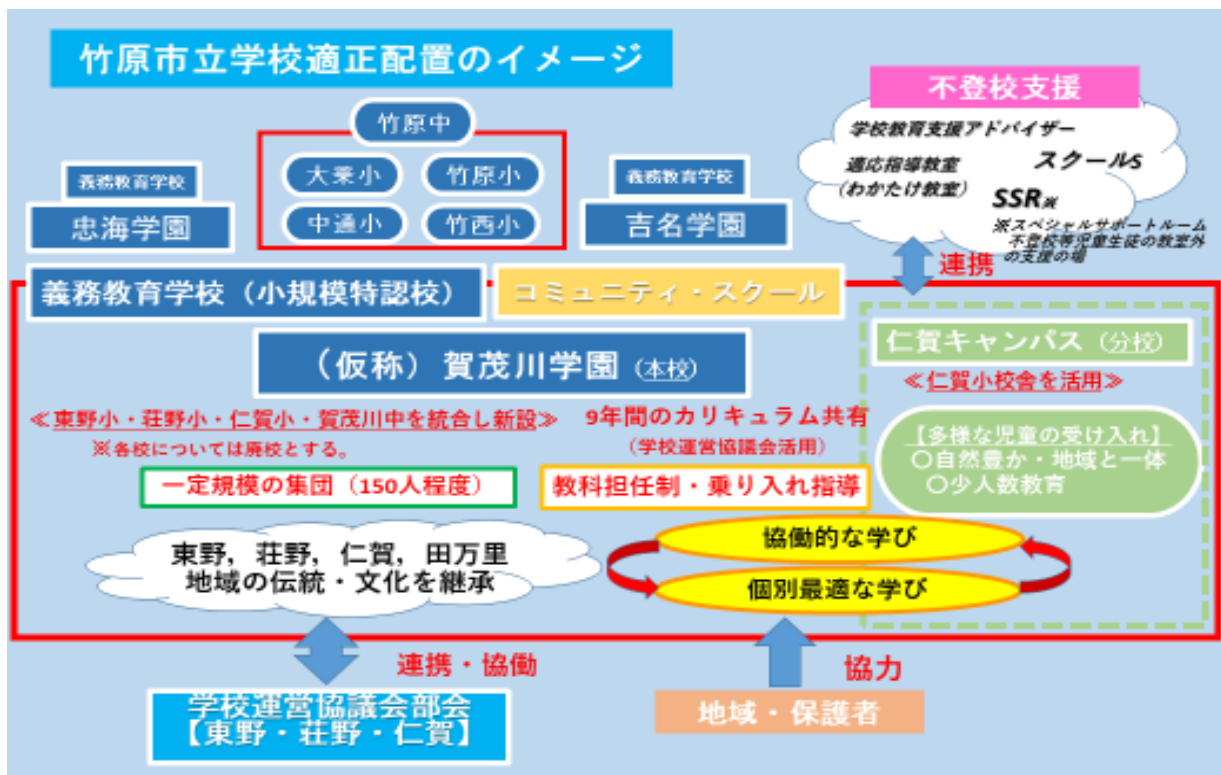 竹原市立学校適正配置のイメージ
竹原中
大乗小
竹原小
中通小
竹西小
義務教育学校
忠海学園
義務教育学校
吉名学園
不登校支援
学校教育支援アドバイザー
適応指導教室
(わかたけ教室)
スクールS
SSR※
※スペシャルサポートルーム
不登校等児童生徒の教室外
の支援の場
連携
義務教育学校(小規模特認校)
コミュニティ・スクール
(仮称)賀茂川学園(本校)
≪東野小・荘野小・仁賀小・賀茂川中を統合し新設≫
※各校については廃校とする。
9年間のカリキュラム共有
(学校運営協議会活用)
一定規模の集団(150人程度)
教科担任制・乗り入れ指導
仁賀キャンパス(分校)
≪仁賀小校舎を活用≫
【多様な児童の受け入れ】
〇自然豊か・地域と一体
〇少人数教育
東野,荘野,仁賀,田万里
地域の伝統・文化を継承
協働的な学び
個別最適な学び
連携・協働
協力
学校運営協議会部会
【東野・荘野・仁賀】
地域・保護者